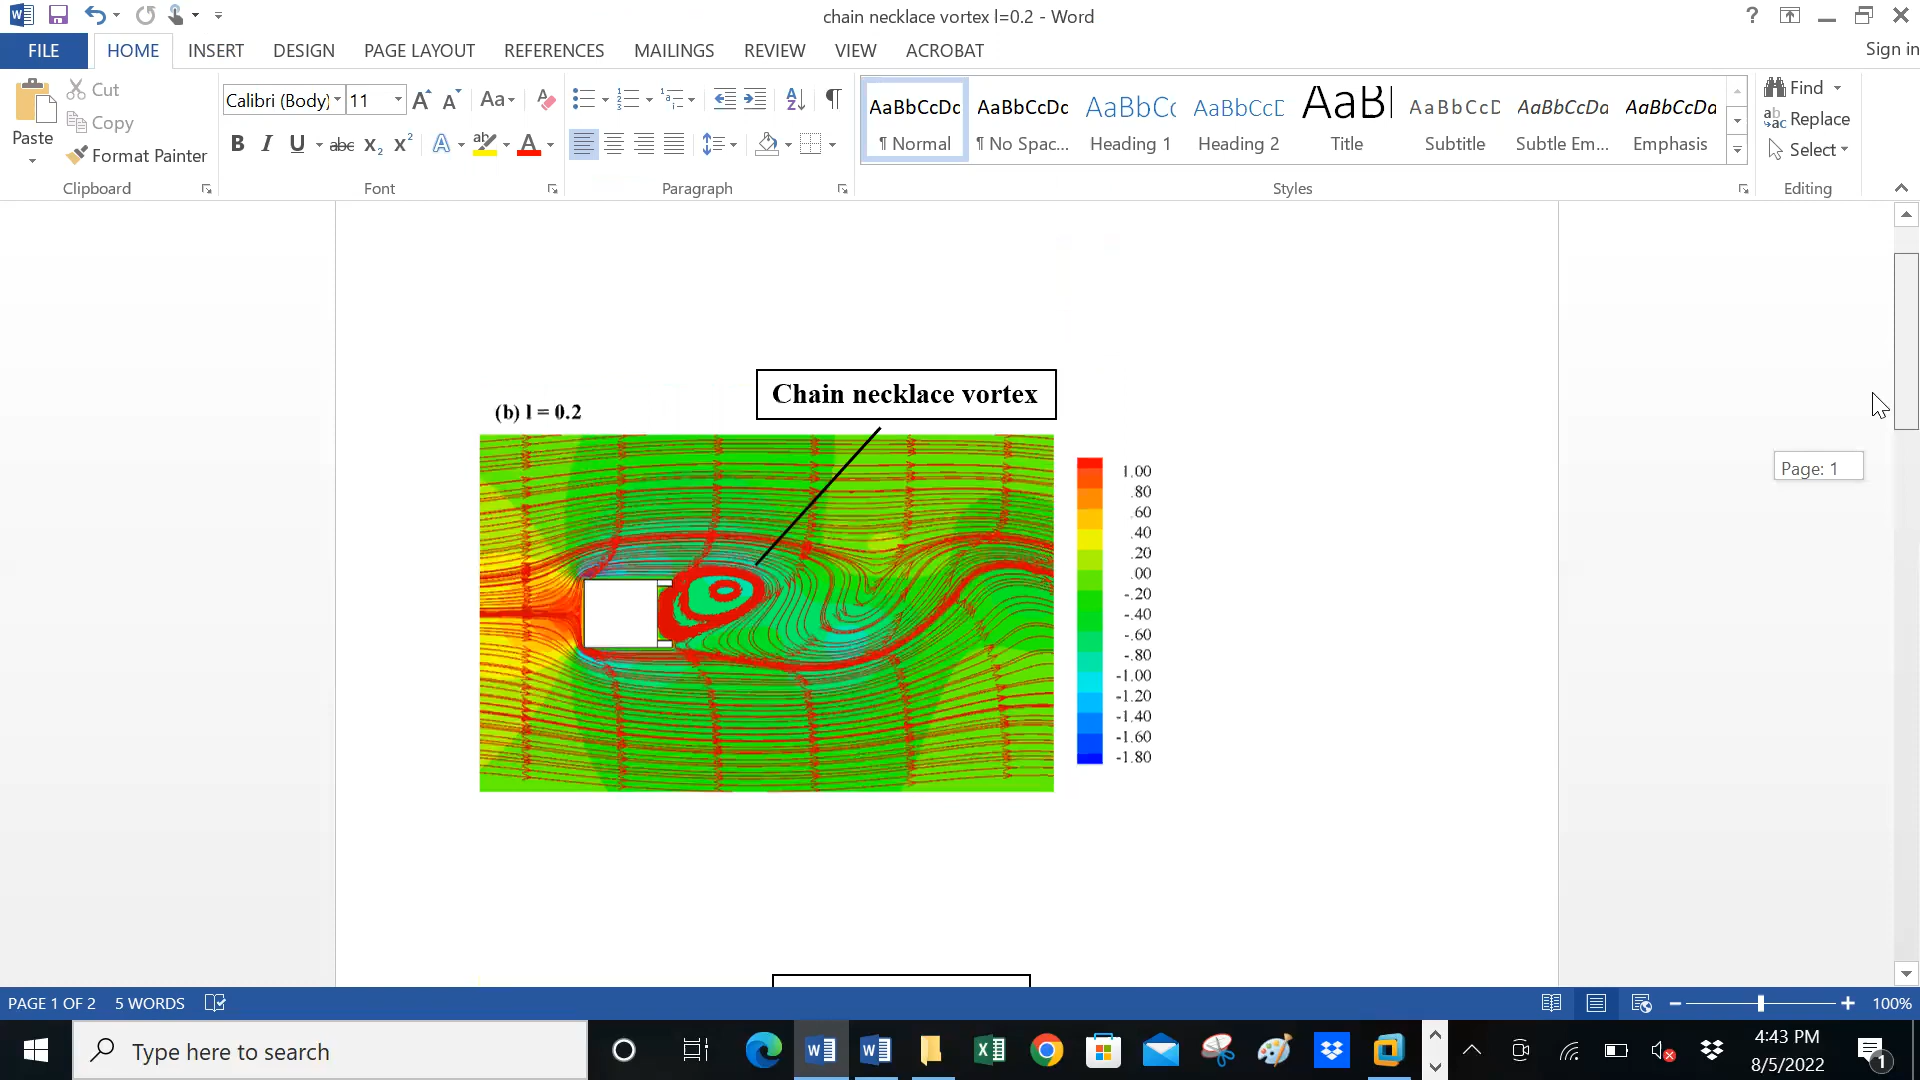 chain necklace vortex l=0.2 - Word
?
FILE HOME INSERT DESIGN PAGE LAYOUT REFERENCES MAILINGS REVIEW VIEW ACROBAT
Sign in
Paste
Cut
Copy
Format Painter
Clipboard
Calibri (Body) 11
Aa
B I U abc X₂ X²
A ab A
Font
Paragraph
AaBbCcDc AaBbCcDc AaBbCc AaBbCcD AaBl AaBbCcD AaBbCcDa AaBbCcDa
¶ Normal ¶ No Spac... Heading 1 Heading 2 Title Subtitle Subtle Em... Emphasis
Styles
Find
Replace
Select
Editing
Chain necklace vortex
(b) l = 0.2
1.00
.80
.60
.40
.20
.00
-.20
-.40
-.60
-.80
-1.00
-1.20
-1.40
-1.60
-1.80
Page: 1
PAGE 1 OF 2 5 WORDS
100%
Type here to search
4:43 PM
8/5/2022
1